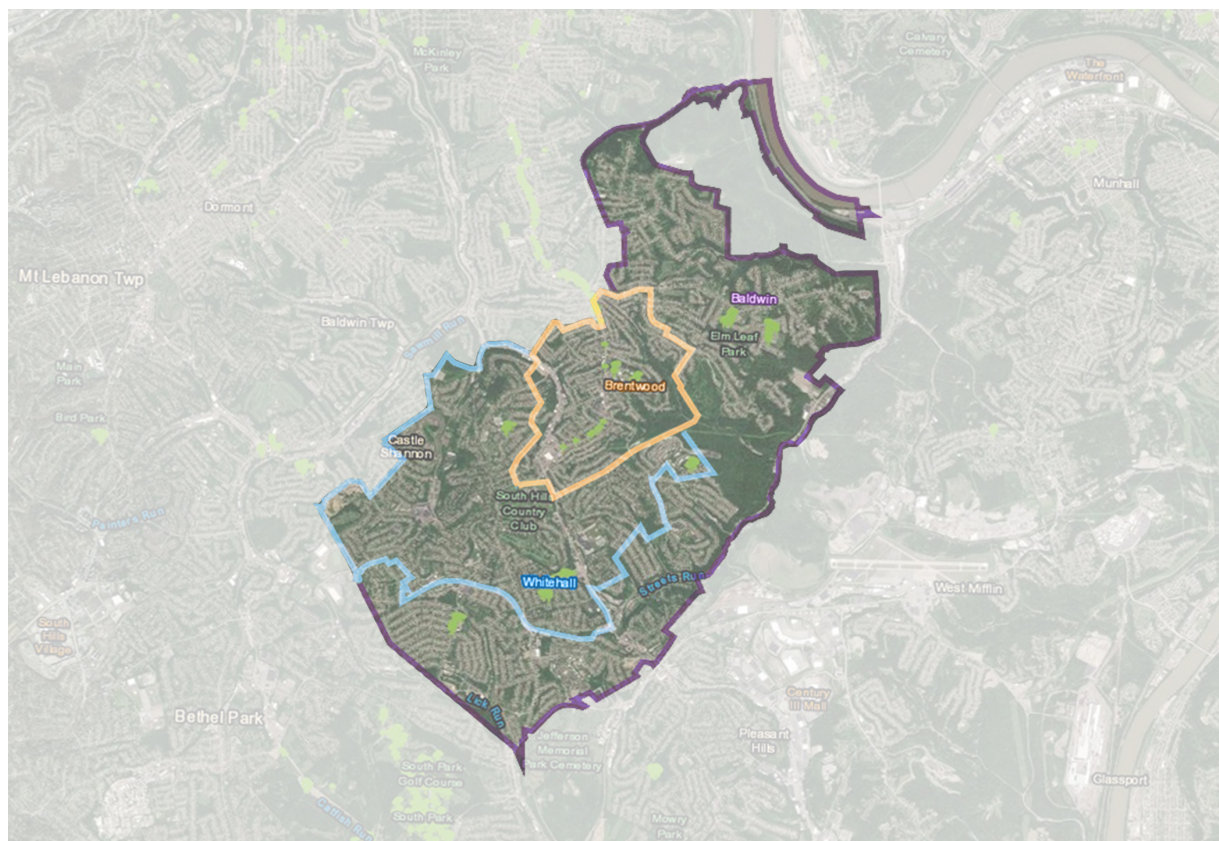 McKinley
Park
Calvary
Cemetery
The
Waterfront
Munhall
Dormont
Mt Lebanon Twp
Baldwin
Baldwin Twp
Elm Leaf
Park
Main
Park
Brentwood
Bird Park
Castle
Shannon
South Hills
Country
Club
Painters Run
Whitehall
Streets Run
West Mifflin
South
Hills
Village
Century
III Mall
Lick Run
Bethel Park
Pleasant
Hills
Jefferson
Memorial
Park Cemetery
South Park
Golf Course
Glassport
South Park
Catfish Run
Mowry
Park